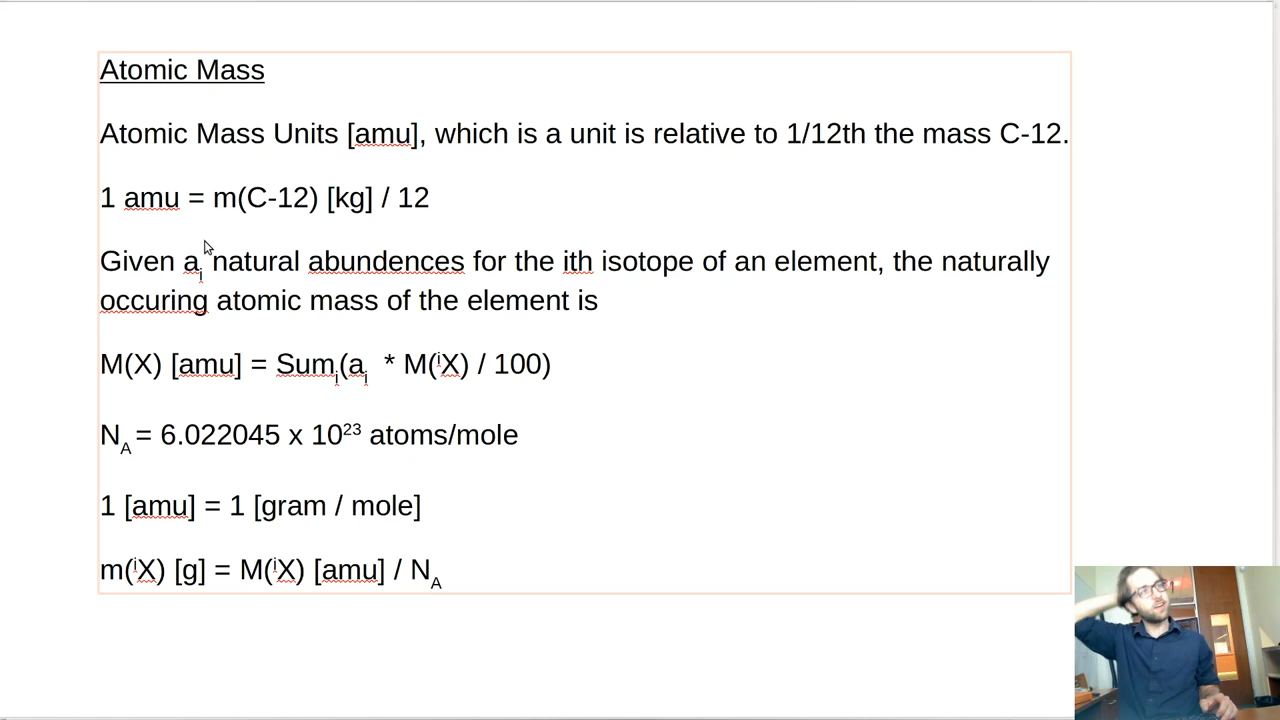 Atomic Mass
Atomic Mass Units [amu], which is a unit is relative to 1/12th the mass C-12.
1 amu = m(C-12) [kg] / 12
Given aᵢ natural abundences for the ith isotope of an element, the naturally
occuring atomic mass of the element is
M(X) [amu] = Sumᵢ(aᵢ * M(ⁱX) / 100)
N_A = 6.022045 x 10²³ atoms/mole
1 [amu] = 1 [gram / mole]
m(ⁱX) [g] = M(ⁱX) [amu] / N_A